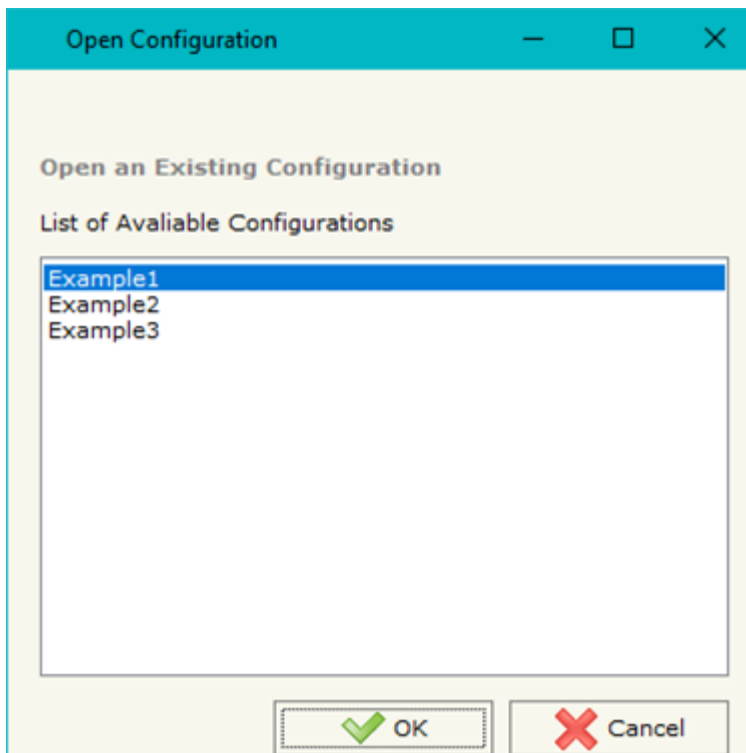 Open Configuration
Open an Existing Configuration
List of Avaliable Configurations
Example1
Example2
Example3
OK
Cancel